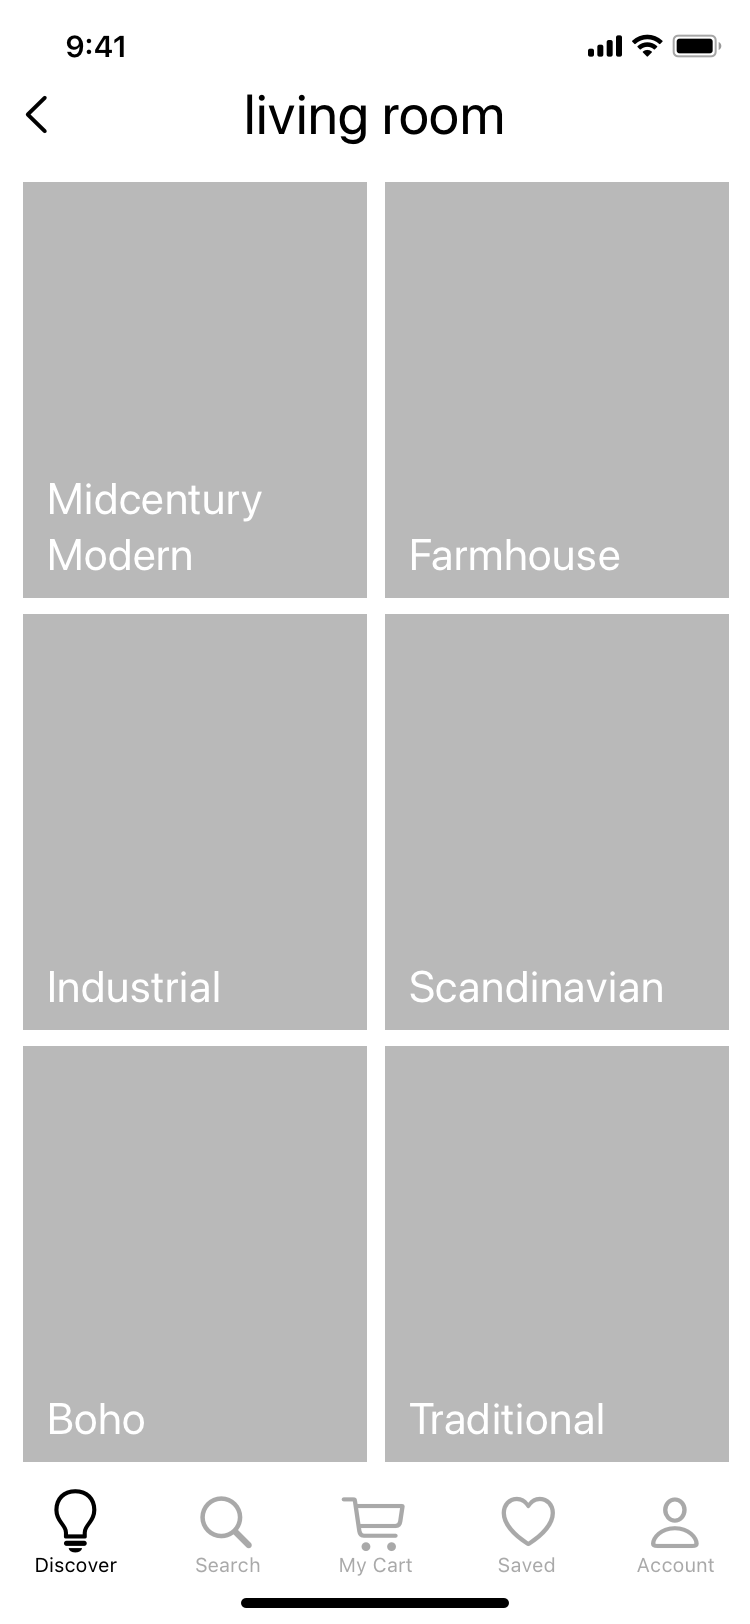 9:41
living room
Midcentury
Modern
Farmhouse
Industrial
Scandinavian
Boho
Traditional
Discover
Search
My Cart
Saved
Account